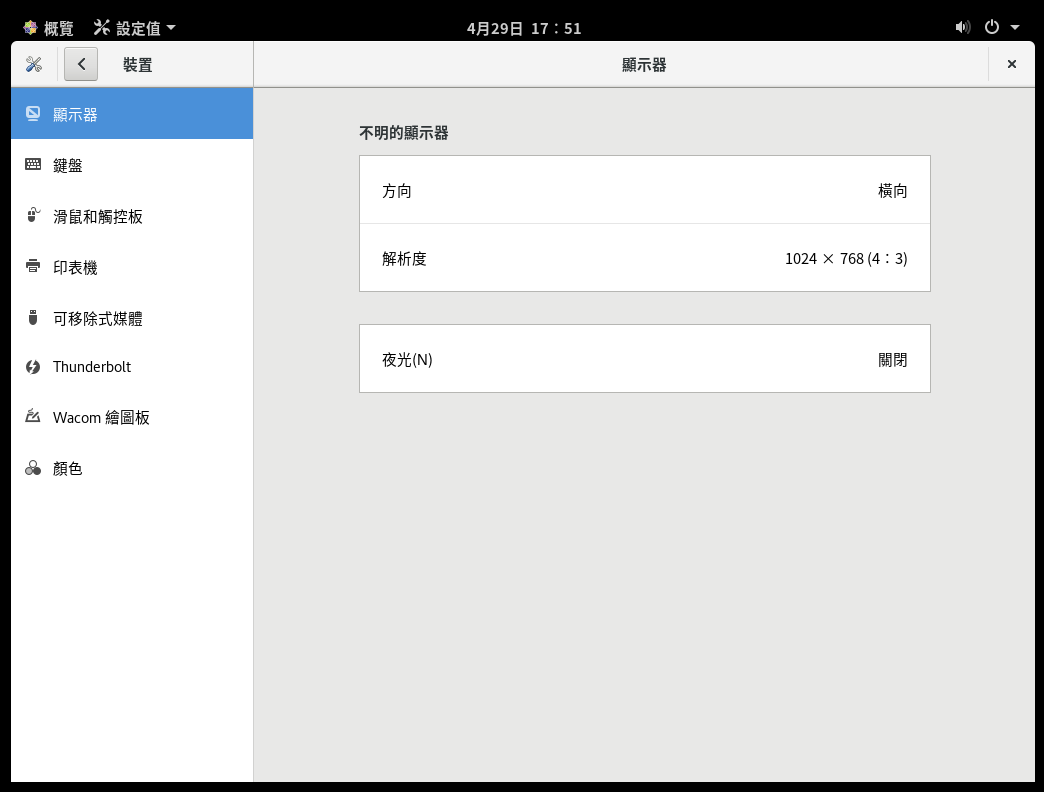 概覽 設定值 4月29日 17：51
裝置 顯示器
顯示器
鍵盤
滑鼠和觸控板
印表機
可移除式媒體
Thunderbolt
Wacom 繪圖板
顏色
不明的顯示器
方向 橫向
解析度 1024 × 768 (4：3)
夜光(N) 關閉